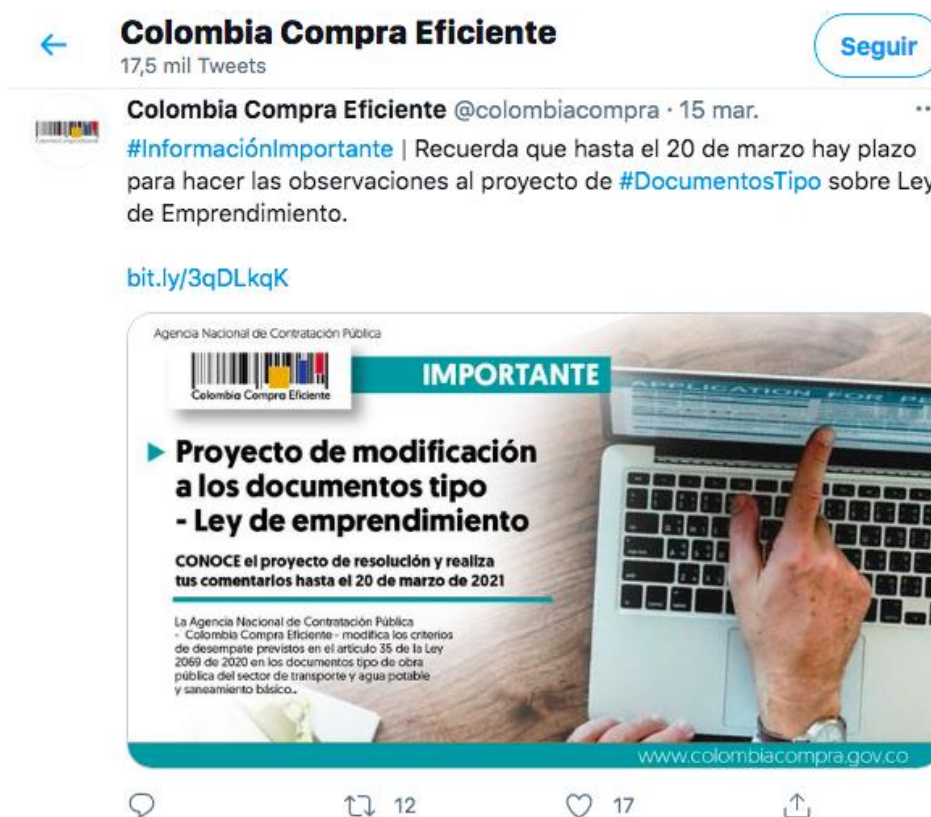 Colombia Compra Eficiente
17,5 mil Tweets
Seguir
Colombia Compra Eficiente @colombiacompra · 15 mar.
#InformaciónImportante | Recuerda que hasta el 20 de marzo hay plazo
para hacer las observaciones al proyecto de #DocumentosTipo sobre Ley
de Emprendimiento.
bit.ly/3qDLkqK
Agencia Nacional de Contratación Pública
Colombia Compra Eficiente
IMPORTANTE
APPLICATION FOR
Proyecto de modificación
a los documentos tipo
- Ley de emprendimiento
CONOCE el proyecto de resolución y realiza
tus comentarios hasta el 20 de marzo de 2021
La Agencia Nacional de Contratación Pública
- Colombia Compra Eficiente - modifica los criterios
de desempate previstos en el artículo 35 de la Ley
2069 de 2020 en los documentos tipo de obra
pública del sector de transporte y agua potable
y saneamiento básico..
www.colombiacompra.gov.co
12
17